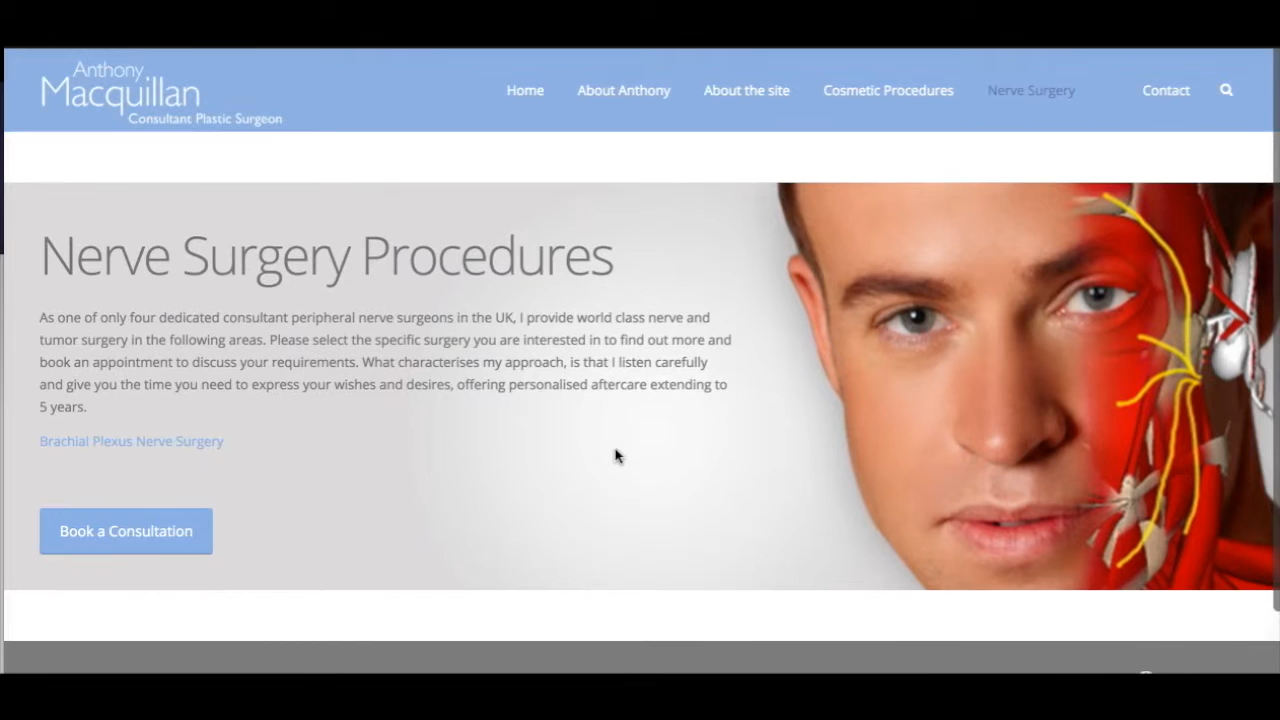 Anthony
Macquillan
Consultant Plastic Surgeon
Home About Anthony About the site Cosmetic Procedures Nerve Surgery Contact
Nerve Surgery Procedures
As one of only four dedicated consultant peripheral nerve surgeons in the UK, I provide world class nerve and
tumor surgery in the following areas. Please select the specific surgery you are interested in to find out more and
book an appointment to discuss your requirements. What characterises my approach, is that I listen carefully
and give you the time you need to express your wishes and desires, offering personalised aftercare extending to
5 years.
Brachial Plexus Nerve Surgery
Book a Consultation